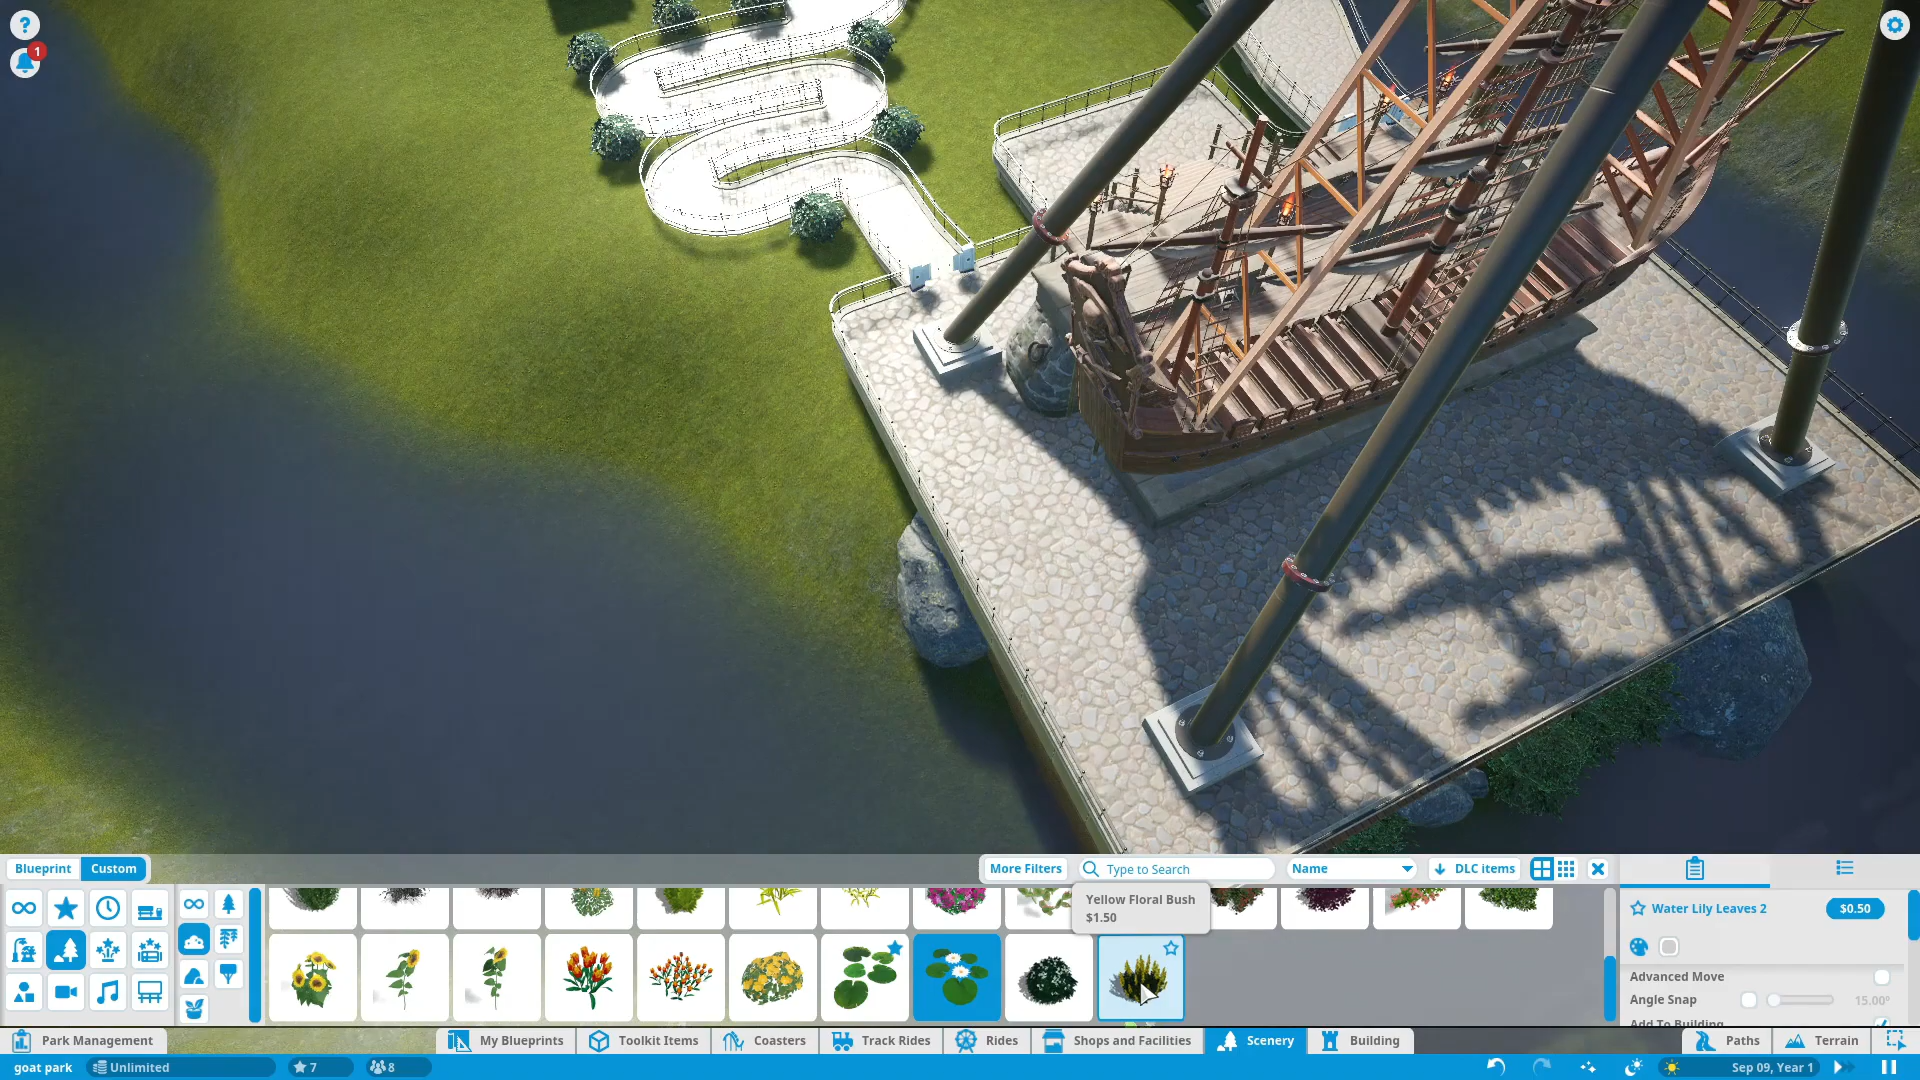 ?
1
Blueprint
Custom
More Filters
Type to Search
Name
DLC items
Yellow Floral Bush
$1.50
Water Lily Leaves 2
$0.50
Advanced Move
Angle Snap
15.00°
Add To Building
Park Management
My Blueprints
Toolkit Items
Coasters
Track Rides
Rides
Shops and Facilities
Scenery
Building
Paths
Terrain
goat park
Unlimited
7
8
Sep 09, Year 1